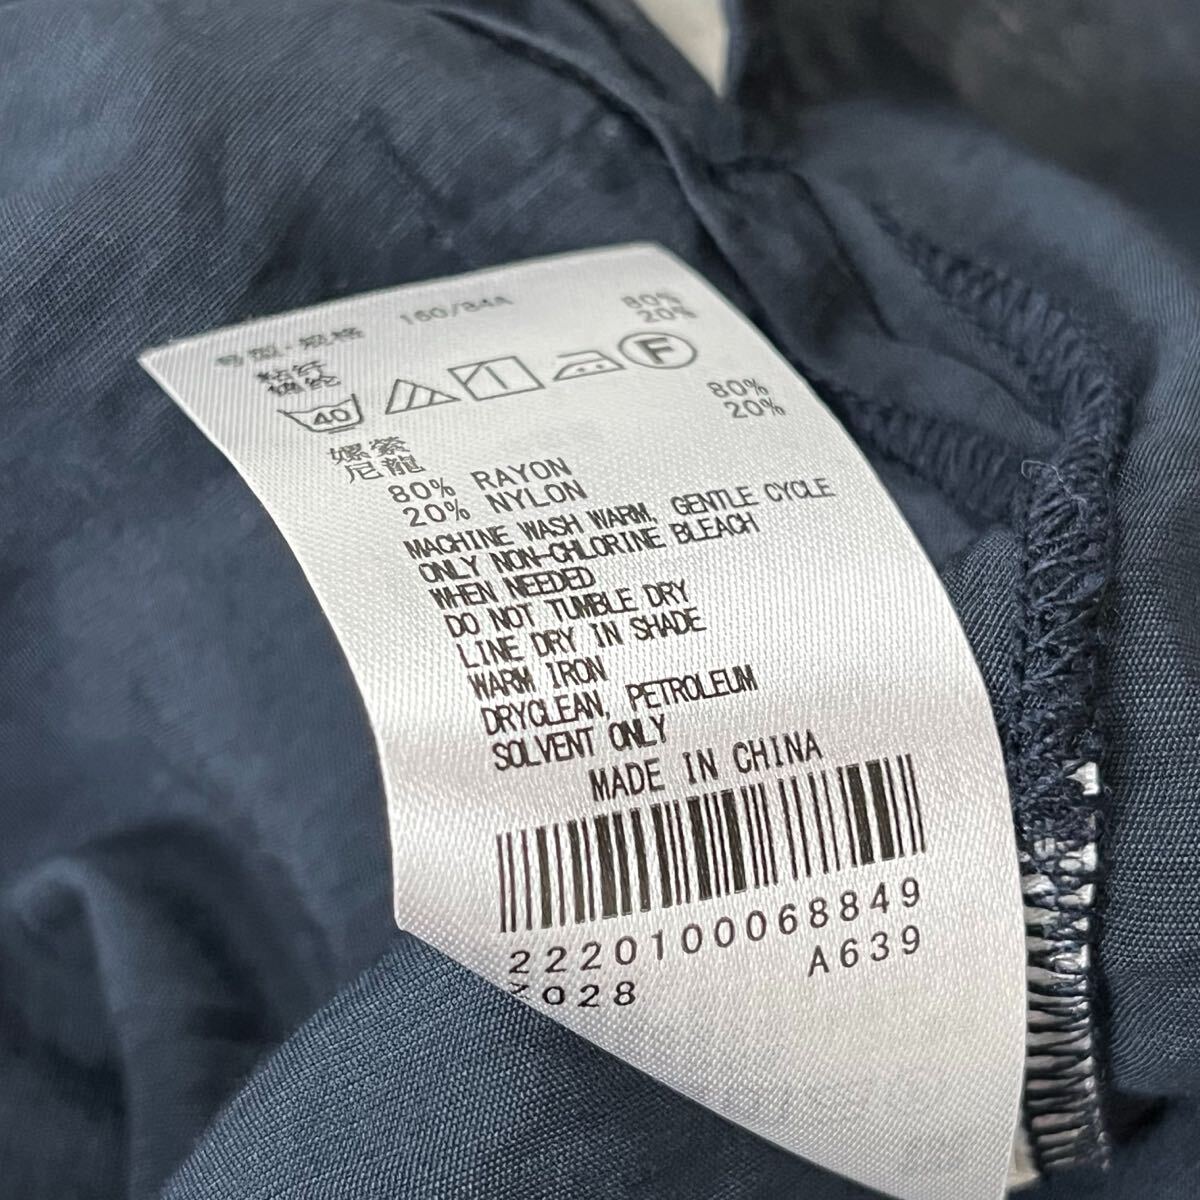 号型·规格 160/84A
粘纤 80%
锦纶 20%
40 F
嫘縈 80%
尼龍 20%
80% RAYON
20% NYLON
MACHINE WASH WARM, GENTLE CYCLE
ONLY NON-CHLORINE BLEACH
WHEN NEEDED
DO NOT TUMBLE DRY
LINE DRY IN SHADE
WARM IRON
DRYCLEAN, PETROLEUM
SOLVENT ONLY
MADE IN CHINA
2220100068849
A639
2028